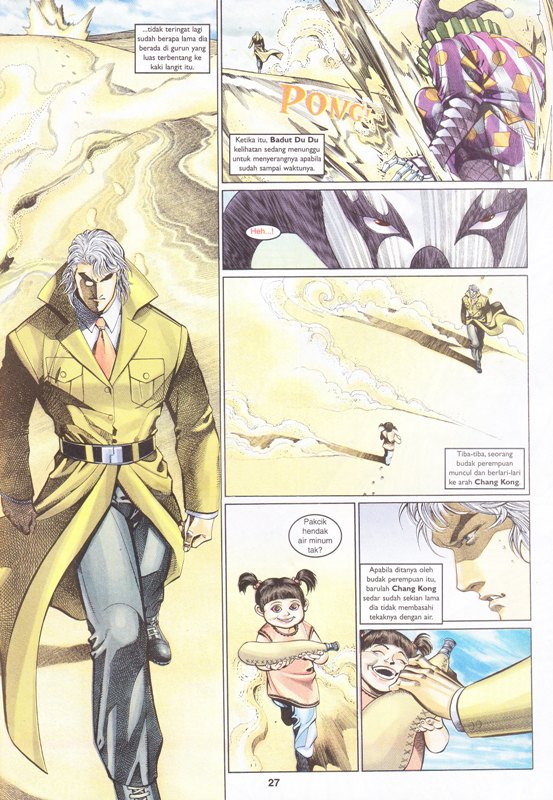 ...tidak teringat lagi
sudah berapa lama dia
berada di gurun yang
luas terbentang ke
kaki langit itu.
PONG!
Ketika itu, Badut Du Du
kelihatan sedang menunggu
untuk menyerangnya apabila
sudah sampai waktunya.
Heh...!
Tiba-tiba, seorang
budak perempuan
muncul dan berlari-lari
ke arah Chang Kong.
Pakcik
hendak
air minum
tak?
Apabila ditanya oleh
budak perempuan itu,
barulah Chang Kong
sedar sudah sekian lama
dia tidak membasahi
tekaknya dengan air.
27